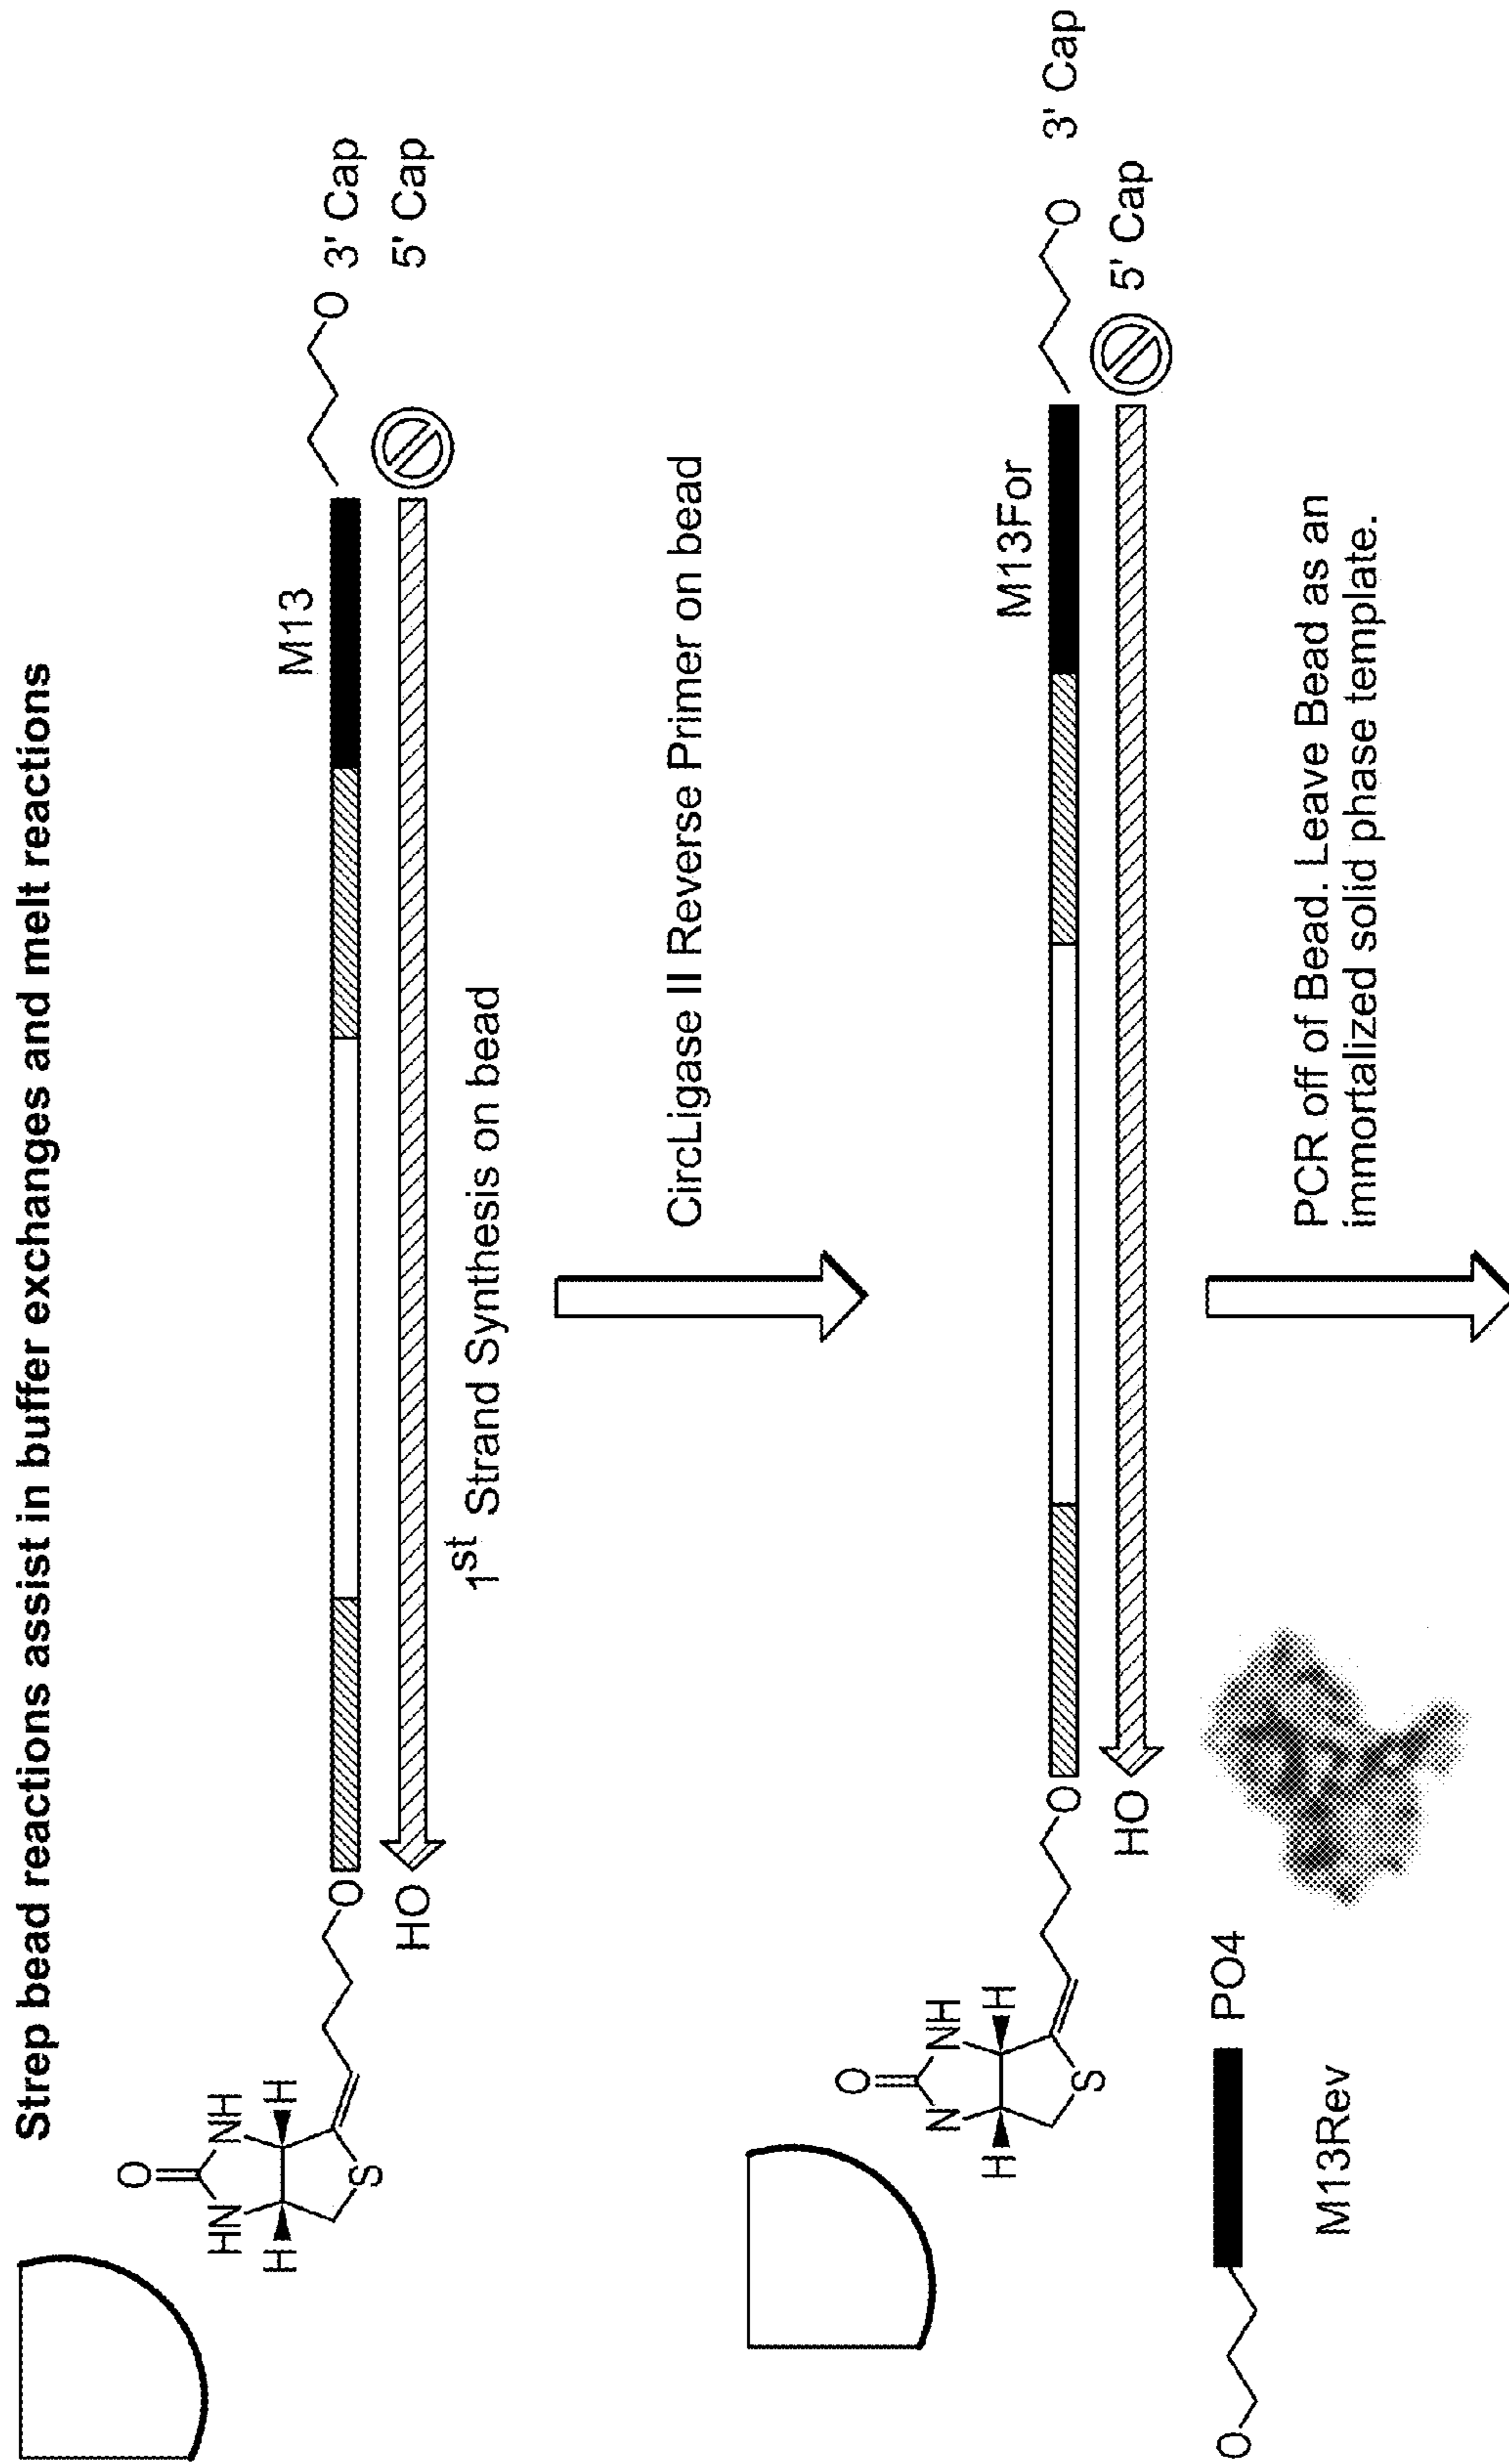 Strep bead reactions assist in buffer exchanges and melt reactions
O
HN
NH
H
H
S
O
M13
O
3' Cap
HO
5' Cap
1st Strand Synthesis on bead
CircLigase II Reverse Primer on bead
O
N
NH
H
H
S
O
M13For
O
3' Cap
HO
5' Cap
O
PO4
M13Rev
PCR off of Bead. Leave Bead as an
immortalized solid phase template.